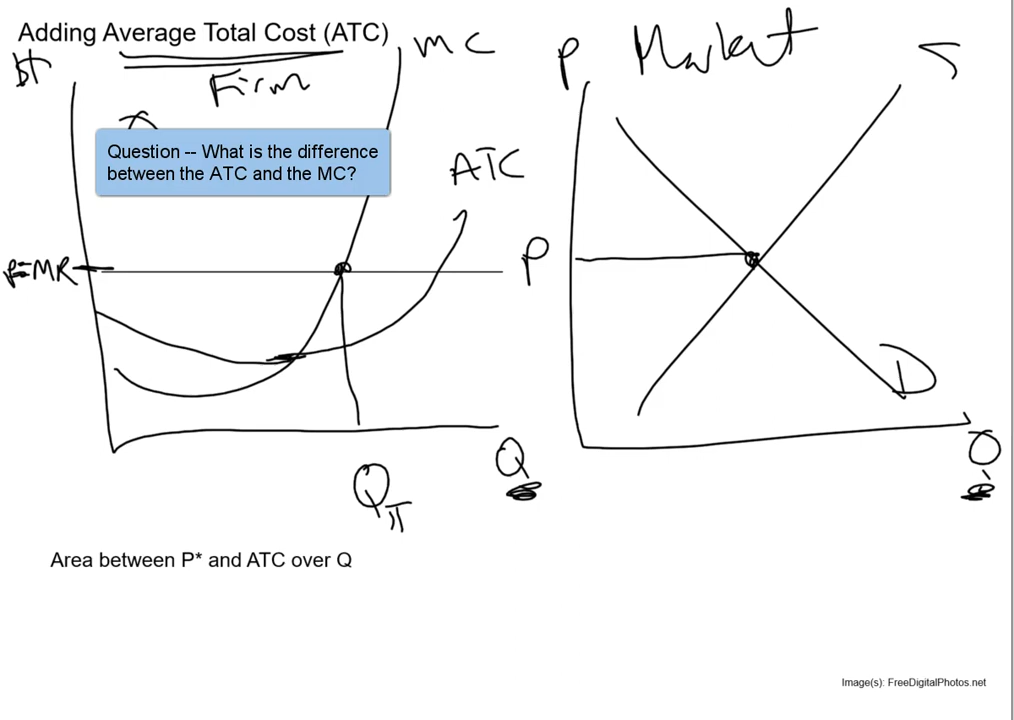 Adding Average Total Cost (ATC)
Firm
MC
P
Market
S
Question -- What is the difference
between the ATC and the MC?
ATC
P=MR
P
D
Q
Q
Qπ
Area between P* and ATC over Q
Image(s): FreeDigitalPhotos.net